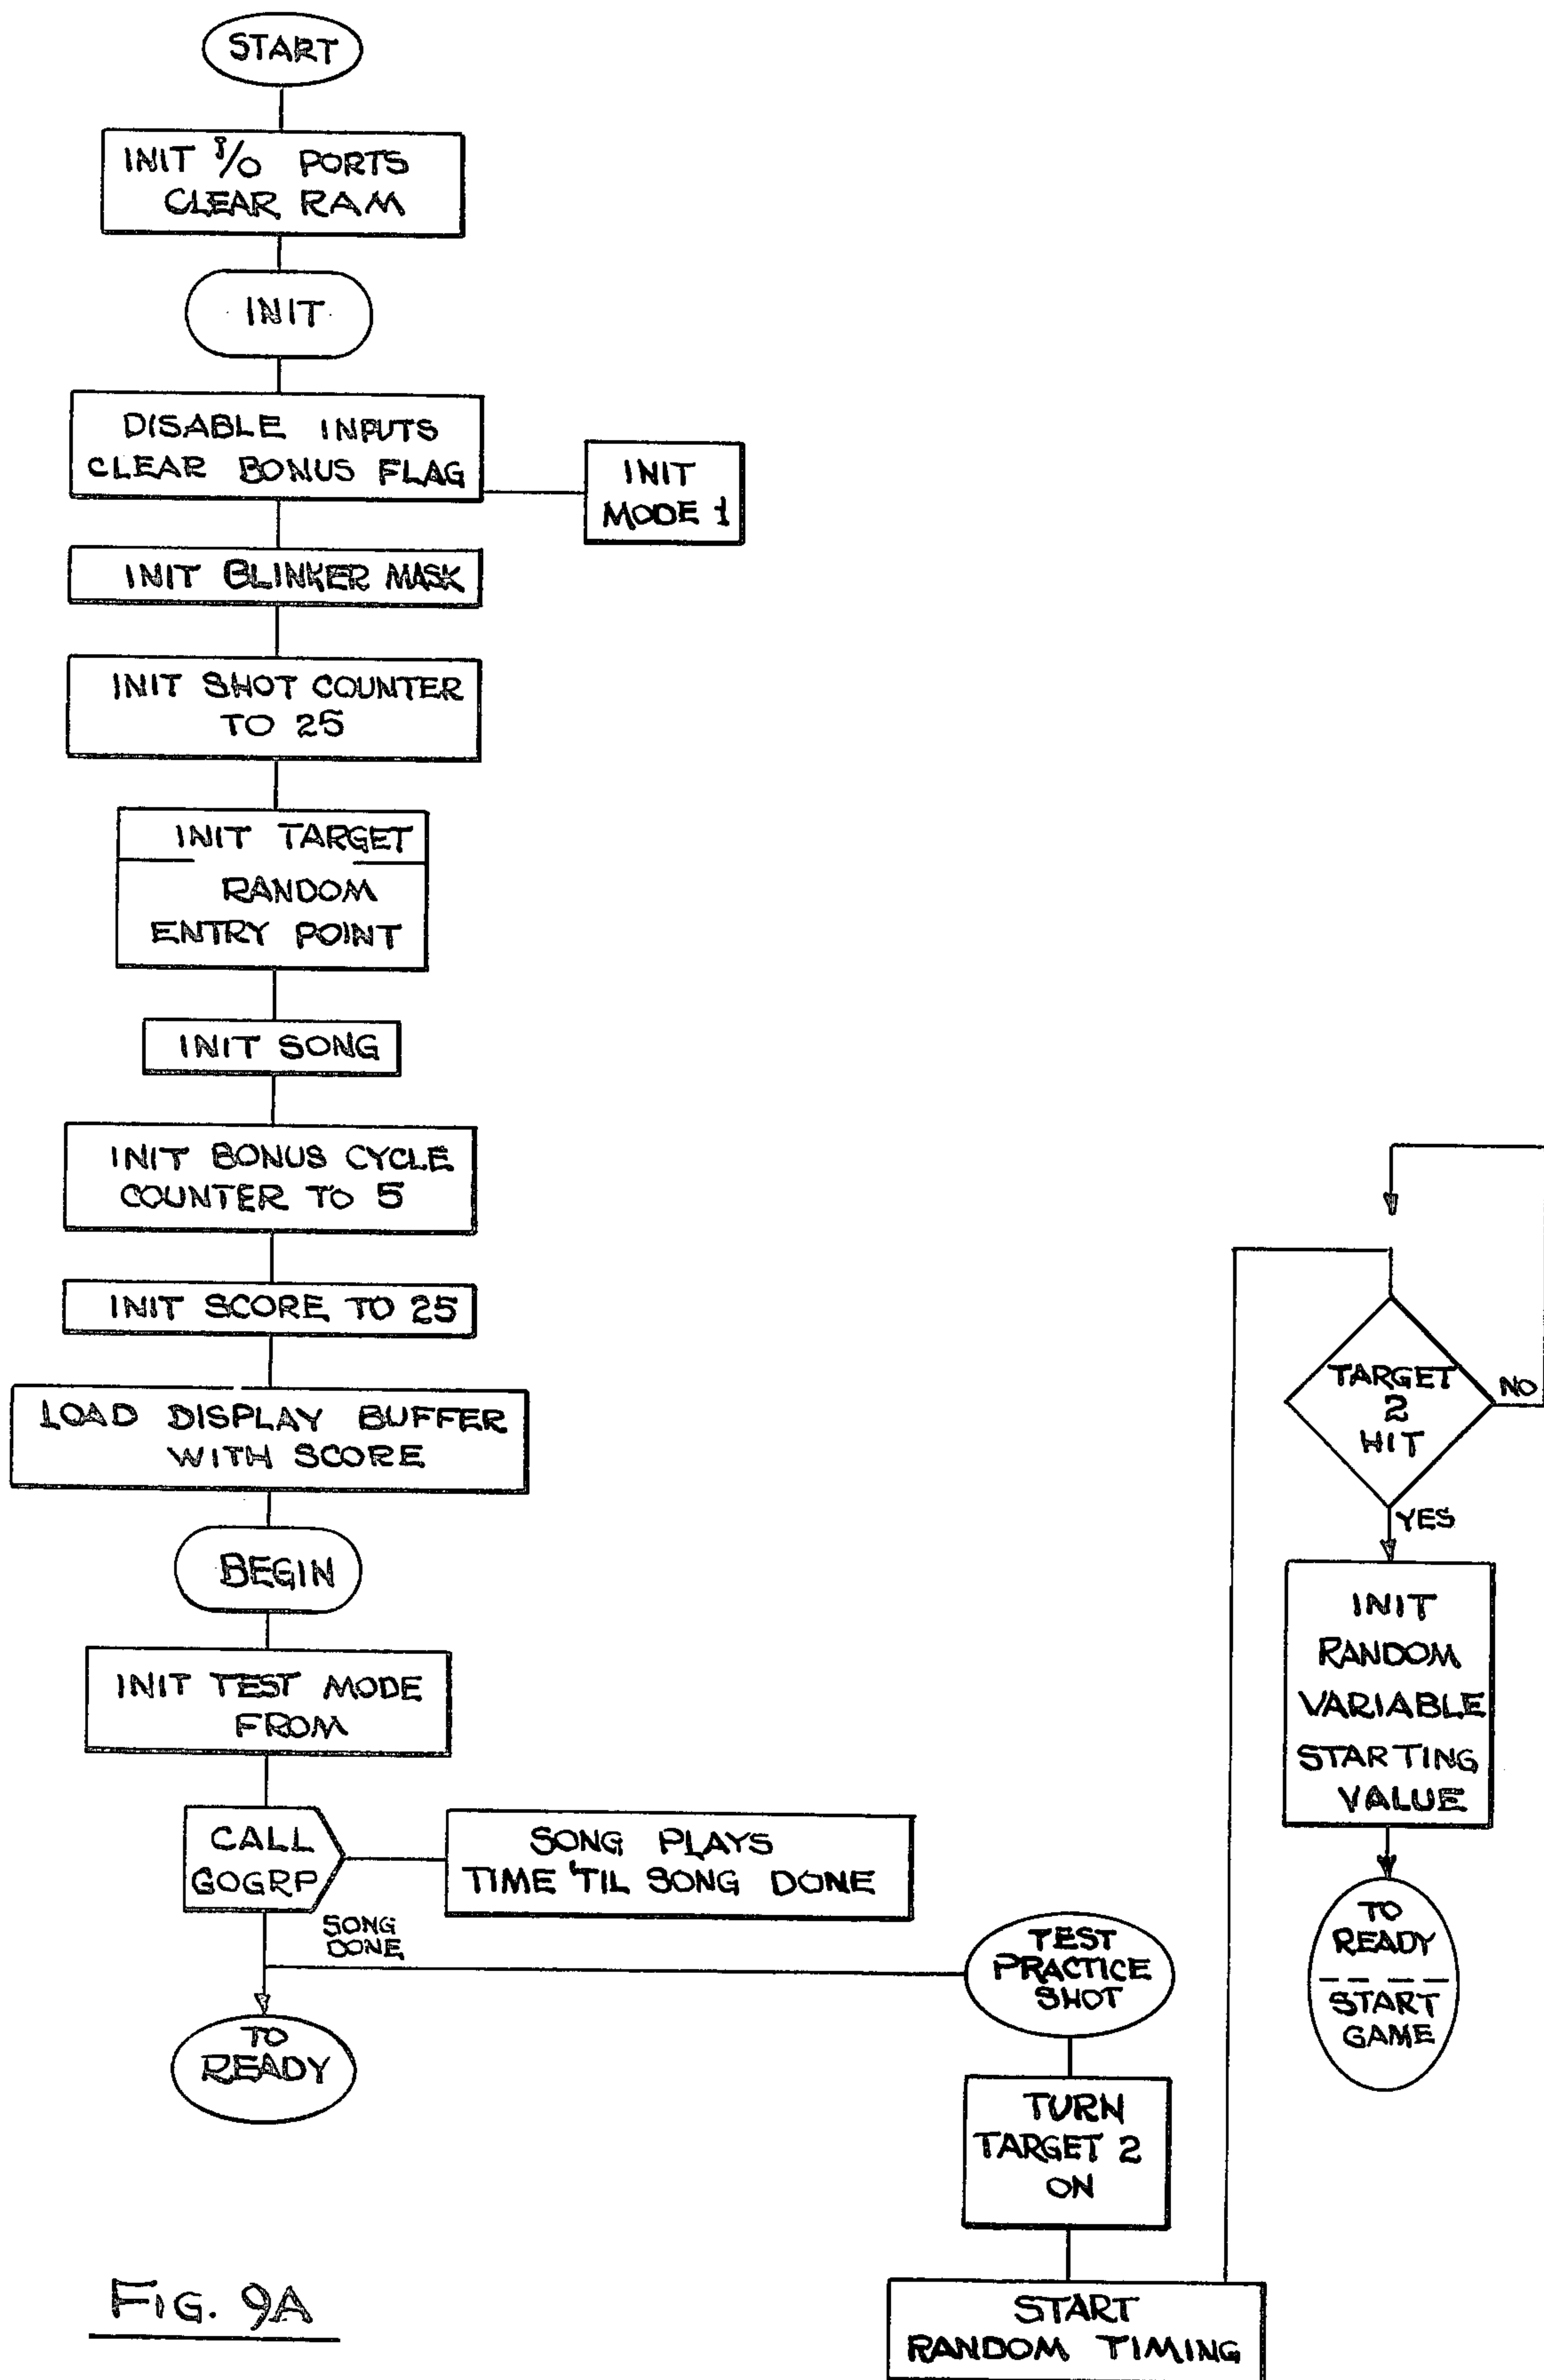 START
INIT I/O PORTS
CLEAR RAM
INIT
DISABLE INPUTS
CLEAR BONUS FLAG
INIT
MODE 1
INIT BLINKER MASK
INIT SHOT COUNTER
TO 25
INIT TARGET
RANDOM
ENTRY POINT
INIT SONG
INIT BONUS CYCLE
COUNTER TO 5
INIT SCORE TO 25
LOAD DISPLAY BUFFER
WITH SCORE
BEGIN
INIT TEST MODE
FROM
CALL
GOGRP
SONG PLAYS
TIME 'TIL SONG DONE
SONG
DONE
TO
READY
TEST
PRACTICE
SHOT
TURN
TARGET 2
ON
START
RANDOM TIMING
TARGET
2
HIT
NO
YES
INIT
RANDOM
VARIABLE
STARTING
VALUE
TO
READY
START
GAME
FIG. 9A